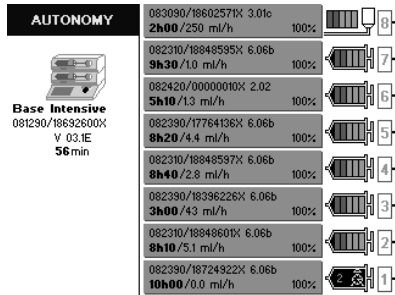 AUTONOMY
Base Intensive
081290/18692600X
V 03.1E
56min
083090/18602571X 3.01c
2h00/250 ml/h 100%
8
082310/18848595X 6.06b
9h30/1.0 ml/h 100%
7
082420/00000010X 2.02
5h10/1.3 ml/h 100%
6
082390/17764136X 6.06b
8h20/4.4 ml/h 100%
5
082310/18848597X 6.06b
8h40/2.8 ml/h 100%
4
082390/18396226X 6.06b
3h00/43 ml/h 100%
3
082310/18848601X 6.06b
8h10/5.1 ml/h 100%
2
082390/18724922X 6.06b
10h00/0.0 ml/h 100%
2
1